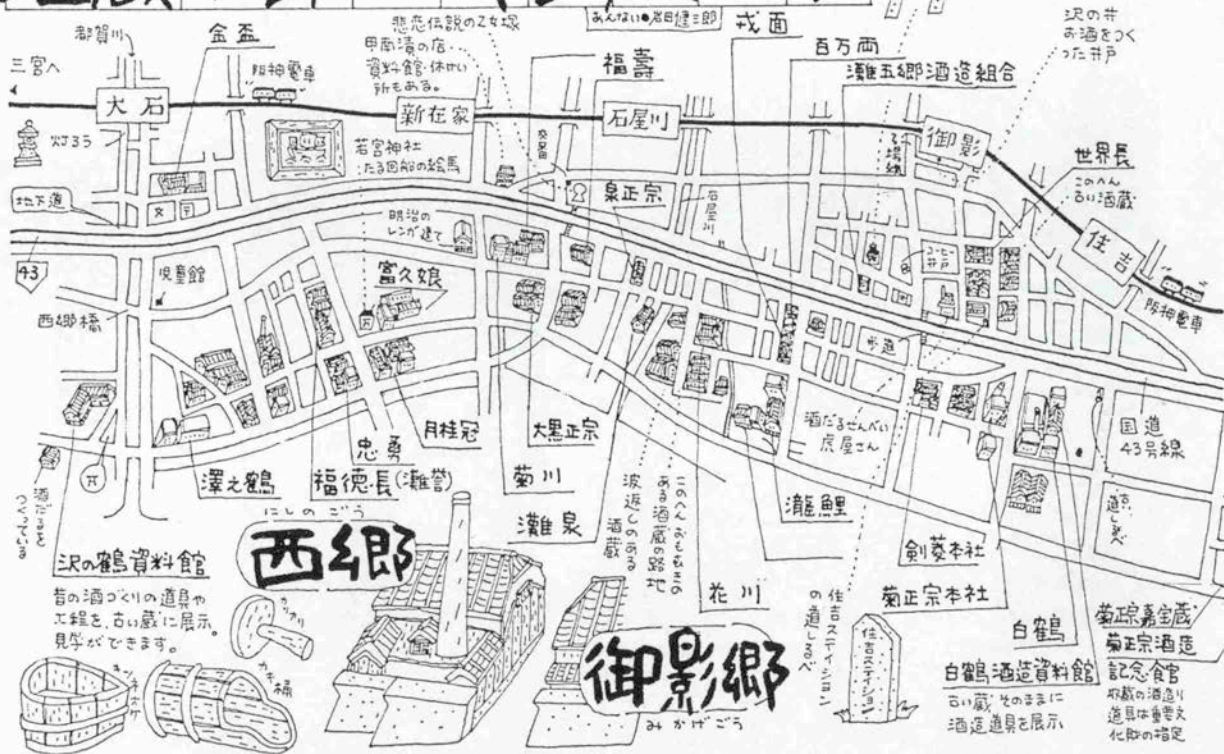 あんない●岩田健三郎
都賀川
三宮へ
金盃
阪神電車
悲恋伝説の乙女塚
甲南漬の店・
資料館・休けい
所もある。
福壽
戎面
百万両
灘五郷酒造組合
沢の井
お酒をつく
った井戸
大石
新在家
石屋川
御影
住吉
灯ろう
若宮神社
たる回船の絵馬
泉正宗
石屋川
世界長
このへん
古い酒蔵
地下道
43
児童館
西郷橋
明治の
レンガ建て
富久娘
コーヒー
井戸
阪神電車
歩道
酒だるせんべい
虎屋さん
国道
43号線
澤之鶴
福徳長(灘誉)
忠勇
月桂冠
大黒正宗
菊川
灘泉
波返しのある
酒蔵
このへんおもむきの
ある酒蔵の路地
花川
瀧鯉
剣菱本社
菊正宗本社
白鶴
酒だるを
つくっている
沢の鶴資料館
昔の酒づくりの道具や
工程を、古い蔵に展示。
見学ができます。
にしのごう
西郷
御影郷
みかげごう
住吉ステイション
の道しるべ
住吉ステイション
白鶴酒造資料館
古い蔵そのままに
酒造道具を展示
菊正宗嘉宝蔵
菊正宗酒造
記念館
収蔵の酒造り
道具は重要文
化財の指定